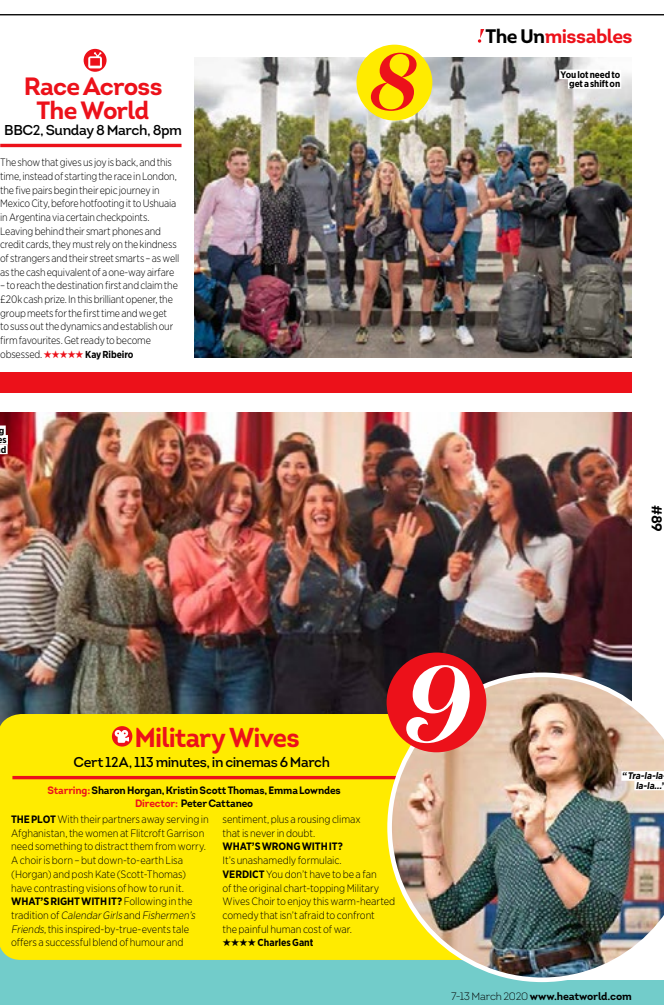 !The Unmissables
8
You lot need to
get a shift on
Race Across
The World
BBC2, Sunday 8 March, 8pm
The show that gives us joy is back, and this
time, instead of starting the race in London,
the five pairs begin their epic journey in
Mexico City, before hotfooting it to Ushuaia
in Argentina via certain checkpoints.
Leaving behind their smart phones and
credit cards, they must rely on the kindness
of strangers and their street smarts – as well
as the cash equivalent of a one-way airfare
– to reach the destination first and claim the
£20k cash prize. In this brilliant opener, the
group meets for the first time and we get
to suss out the dynamics and establish our
firm favourites. Get ready to become
obsessed. ★★★★★ Kay Ribeiro
#89
9
Military Wives
Cert 12A, 113 minutes, in cinemas 6 March
Starring: Sharon Horgan, Kristin Scott Thomas, Emma Lowndes
Director: Peter Cattaneo
THE PLOT With their partners away serving in
Afghanistan, the women at Flitcroft Garrison
need something to distract them from worry.
A choir is born – but down-to-earth Lisa
(Horgan) and posh Kate (Scott-Thomas)
have contrasting visions of how to run it.
WHAT'S RIGHT WITH IT? Following in the
tradition of Calendar Girls and Fishermen's
Friends, this inspired-by-true-events tale
offers a successful blend of humour and
sentiment, plus a rousing climax
that is never in doubt.
WHAT'S WRONG WITH IT?
It's unashamedly formulaic.
VERDICT You don't have to be a fan
of the original chart-topping Military
Wives Choir to enjoy this warm-hearted
comedy that isn't afraid to confront
the painful human cost of war.
★★★★ Charles Gant
"Tra-la-la-
la-la..."
7-13 March 2020 www.heatworld.com